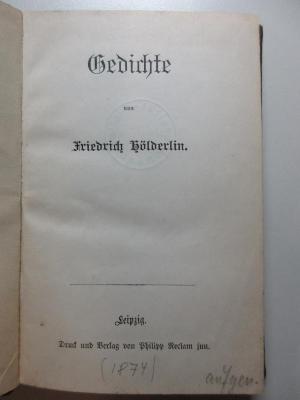 Gedichte
von
Friedrich Hölderlin.
Leipzig.
Druck und Verlag von Philipp Reclam jun.
(1874)